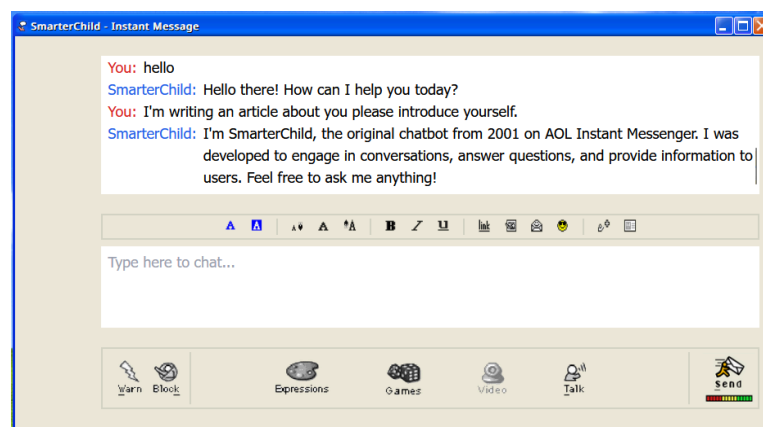 SmarterChild - Instant Message
You: hello
SmarterChild: Hello there! How can I help you today?
You: I'm writing an article about you please introduce yourself.
SmarterChild: I'm SmarterChild, the original chatbot from 2001 on AOL Instant Messenger. I was
developed to engage in conversations, answer questions, and provide information to
users. Feel free to ask me anything!
A A A A A B I U link
Type here to chat...
Warn Block Expressions Games Video Talk Send